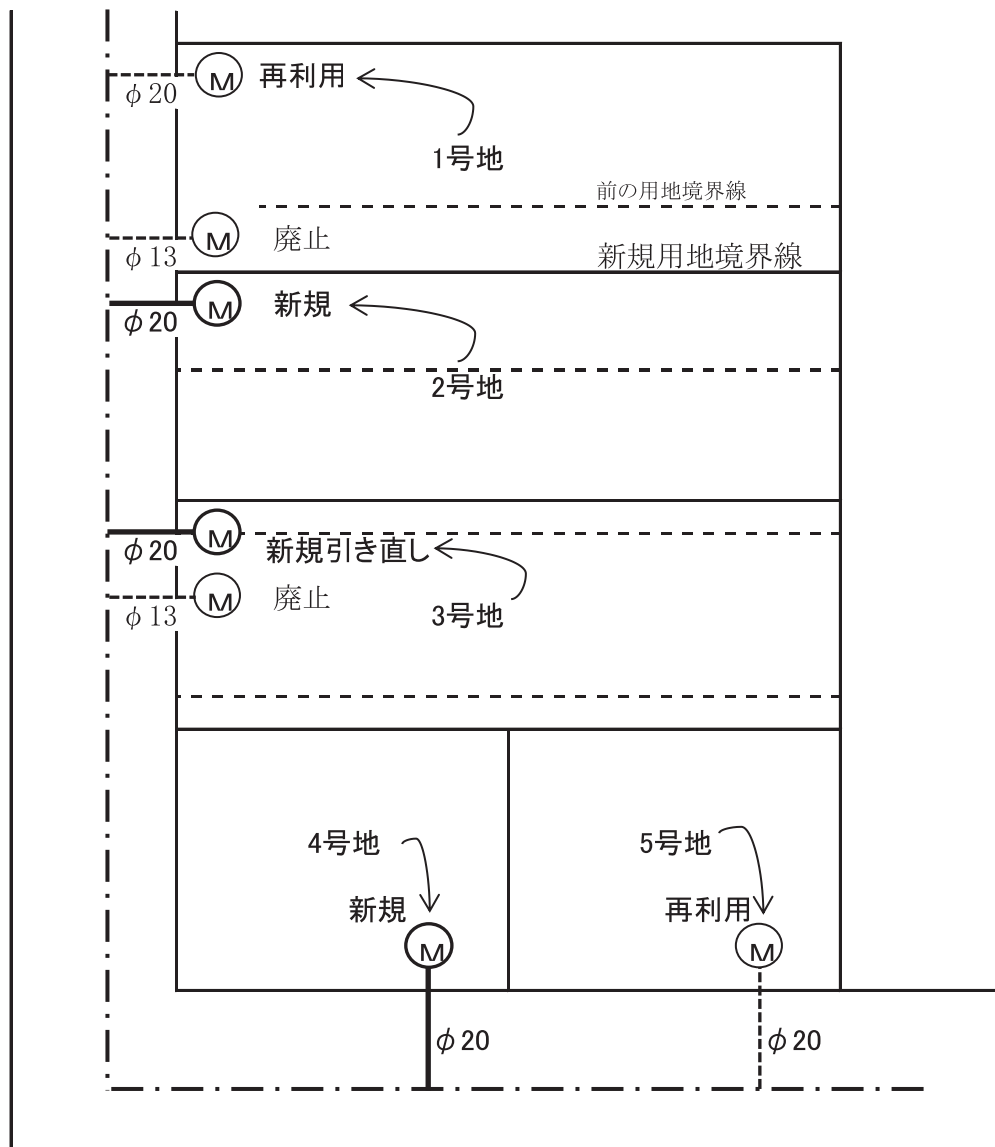 M 再利用
φ20
1号地
前の用地境界線
M 廃止
φ13
新規用地境界線
M 新規
φ20
2号地
M
φ20 新規引き直し
M 廃止
φ13 3号地
4号地 5号地
新規 再利用
M M
φ20 φ20